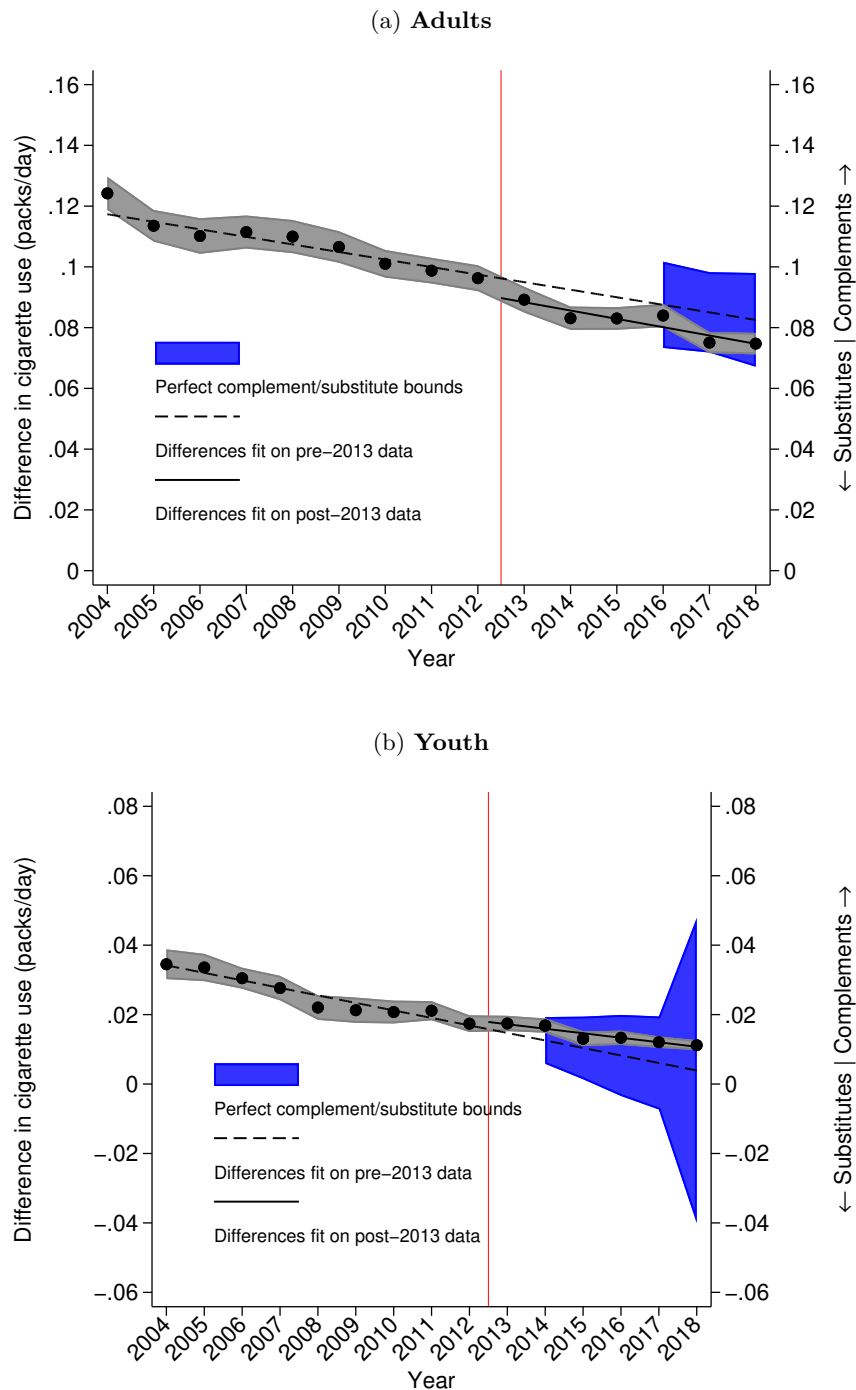 (a) Adults
.16
.14
.12
.1
.08
.06
.04
.02
0
Difference in cigarette use (packs/day)
.16
.14
.12
.1
.08
.06
.04
.02
0
← Substitutes | Complements →
Perfect complement/substitute bounds
Differences fit on pre−2013 data
Differences fit on post−2013 data
2004 2005 2006 2007 2008 2009 2010 2011 2012 2013 2014 2015 2016 2017 2018
Year
(b) Youth
.08
.06
.04
.02
0
−.02
−.04
−.06
Difference in cigarette use (packs/day)
.08
.06
.04
.02
0
−.02
−.04
−.06
← Substitutes | Complements →
Perfect complement/substitute bounds
Differences fit on pre−2013 data
Differences fit on post−2013 data
2004 2005 2006 2007 2008 2009 2010 2011 2012 2013 2014 2015 2016 2017 2018
Year